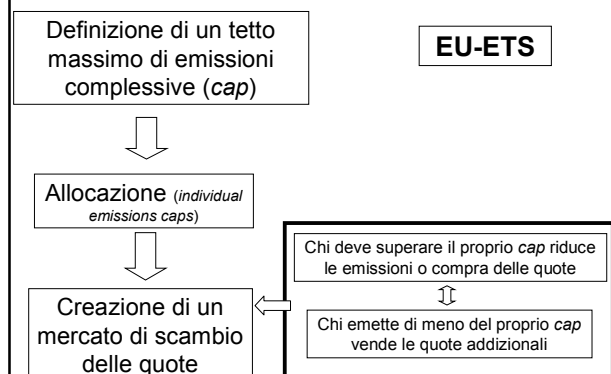 Definizione di un tetto
massimo di emissioni
complessive (cap)
EU-ETS
Allocazione (individual
emissions caps)
Chi deve superare il proprio cap riduce
le emissioni o compra delle quote
Chi emette di meno del proprio cap
vende le quote addizionali
Creazione di un
mercato di scambio
delle quote